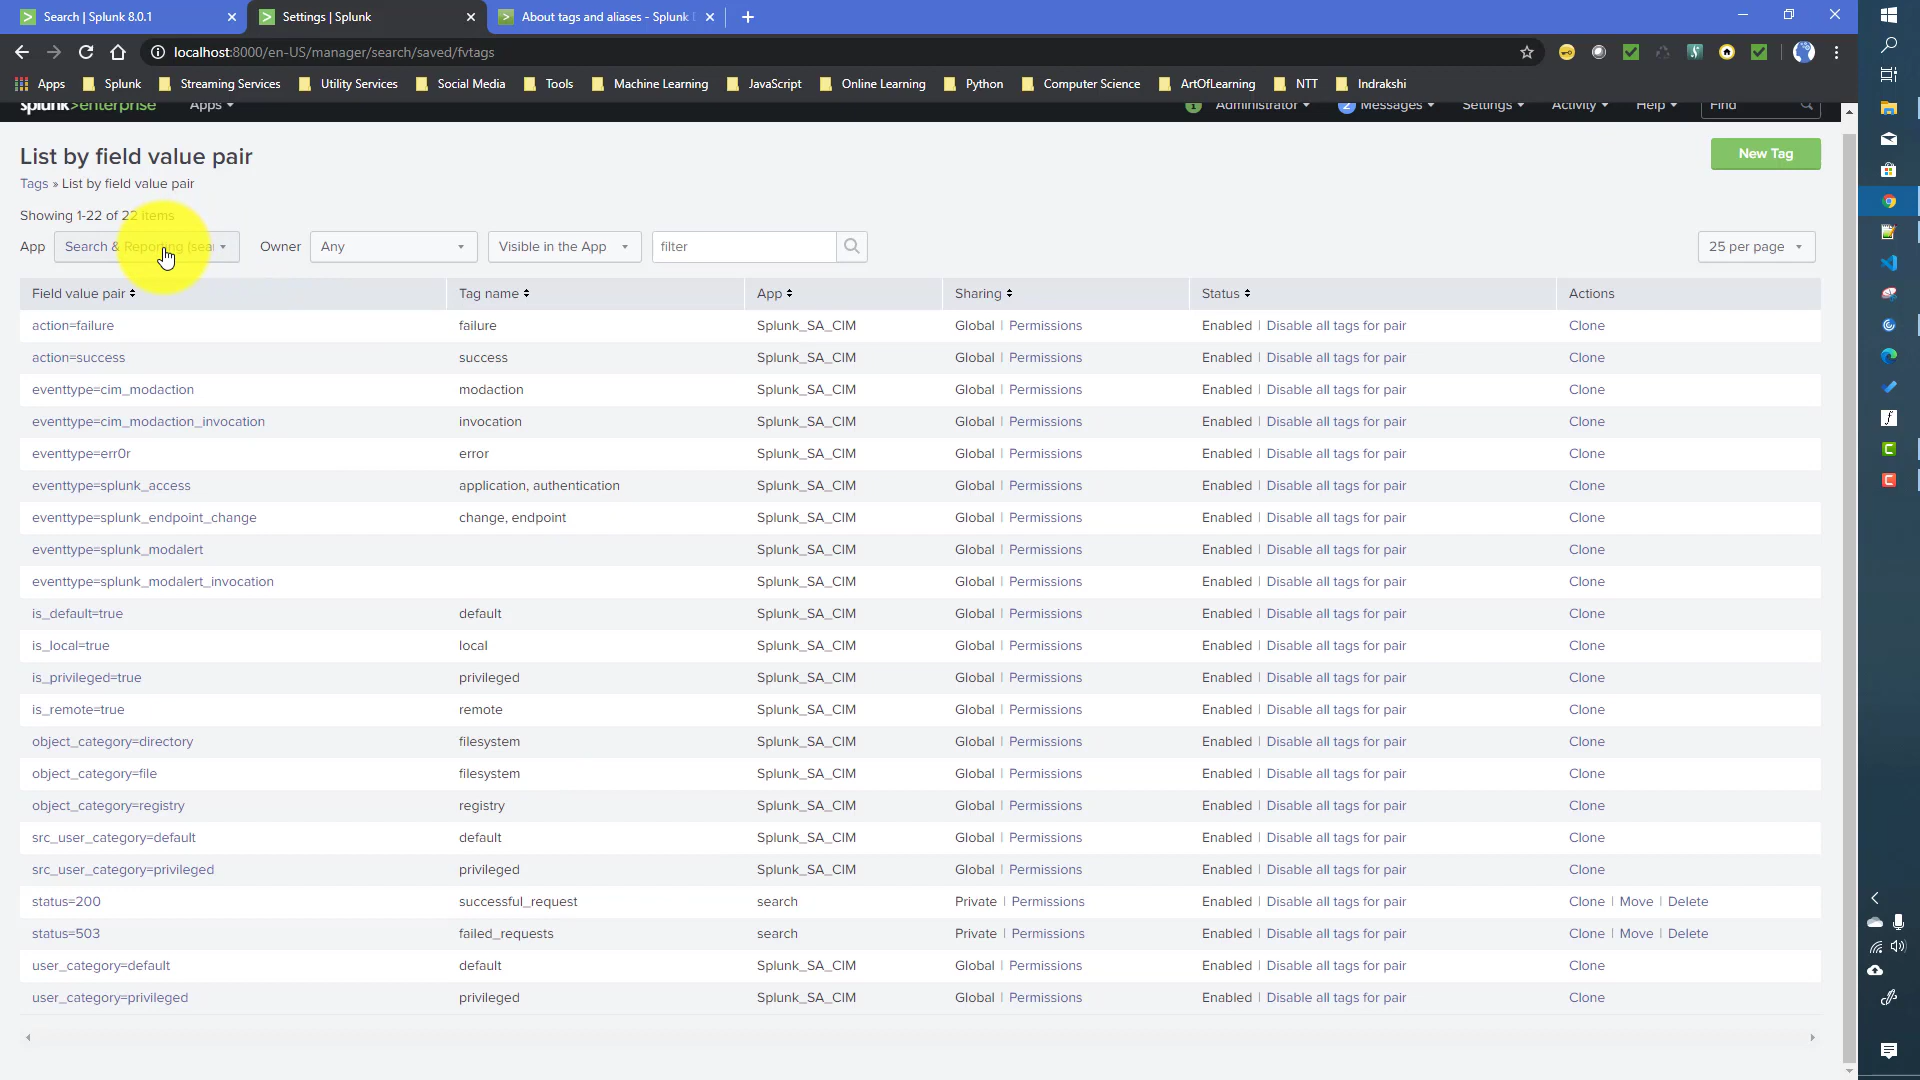 Search | Splunk 8.0.1
Settings | Splunk
About tags and aliases - Splunk
localhost:8000/en-US/manager/search/saved/fvtags
Apps Splunk Streaming Services Utility Services Social Media Tools Machine Learning JavaScript Online Learning Python Computer Science ArtOfLearning NTT Indrakshi
splunk>enterprise Apps 1 Administrator 2 Messages Settings Activity Help Find
List by field value pair
New Tag
Tags » List by field value pair
Showing 1-22 of 22 items
App Search & Reporting (sea Owner Any Visible in the App filter 25 per page
Field value pair Tag name App Sharing Status Actions
action=failure failure Splunk_SA_CIM Global | Permissions Enabled | Disable all tags for pair Clone
action=success success Splunk_SA_CIM Global | Permissions Enabled | Disable all tags for pair Clone
eventtype=cim_modaction modaction Splunk_SA_CIM Global | Permissions Enabled | Disable all tags for pair Clone
eventtype=cim_modaction_invocation invocation Splunk_SA_CIM Global | Permissions Enabled | Disable all tags for pair Clone
eventtype=err0r error Splunk_SA_CIM Global | Permissions Enabled | Disable all tags for pair Clone
eventtype=splunk_access application, authentication Splunk_SA_CIM Global | Permissions Enabled | Disable all tags for pair Clone
eventtype=splunk_endpoint_change change, endpoint Splunk_SA_CIM Global | Permissions Enabled | Disable all tags for pair Clone
eventtype=splunk_modalert Splunk_SA_CIM Global | Permissions Enabled | Disable all tags for pair Clone
eventtype=splunk_modalert_invocation Splunk_SA_CIM Global | Permissions Enabled | Disable all tags for pair Clone
is_default=true default Splunk_SA_CIM Global | Permissions Enabled | Disable all tags for pair Clone
is_local=true local Splunk_SA_CIM Global | Permissions Enabled | Disable all tags for pair Clone
is_privileged=true privileged Splunk_SA_CIM Global | Permissions Enabled | Disable all tags for pair Clone
is_remote=true remote Splunk_SA_CIM Global | Permissions Enabled | Disable all tags for pair Clone
object_category=directory filesystem Splunk_SA_CIM Global | Permissions Enabled | Disable all tags for pair Clone
object_category=file filesystem Splunk_SA_CIM Global | Permissions Enabled | Disable all tags for pair Clone
object_category=registry registry Splunk_SA_CIM Global | Permissions Enabled | Disable all tags for pair Clone
src_user_category=default default Splunk_SA_CIM Global | Permissions Enabled | Disable all tags for pair Clone
src_user_category=privileged privileged Splunk_SA_CIM Global | Permissions Enabled | Disable all tags for pair Clone
status=200 successful_request search Private | Permissions Enabled | Disable all tags for pair Clone | Move | Delete
status=503 failed_requests search Private | Permissions Enabled | Disable all tags for pair Clone | Move | Delete
user_category=default default Splunk_SA_CIM Global | Permissions Enabled | Disable all tags for pair Clone
user_category=privileged privileged Splunk_SA_CIM Global | Permissions Enabled | Disable all tags for pair Clone